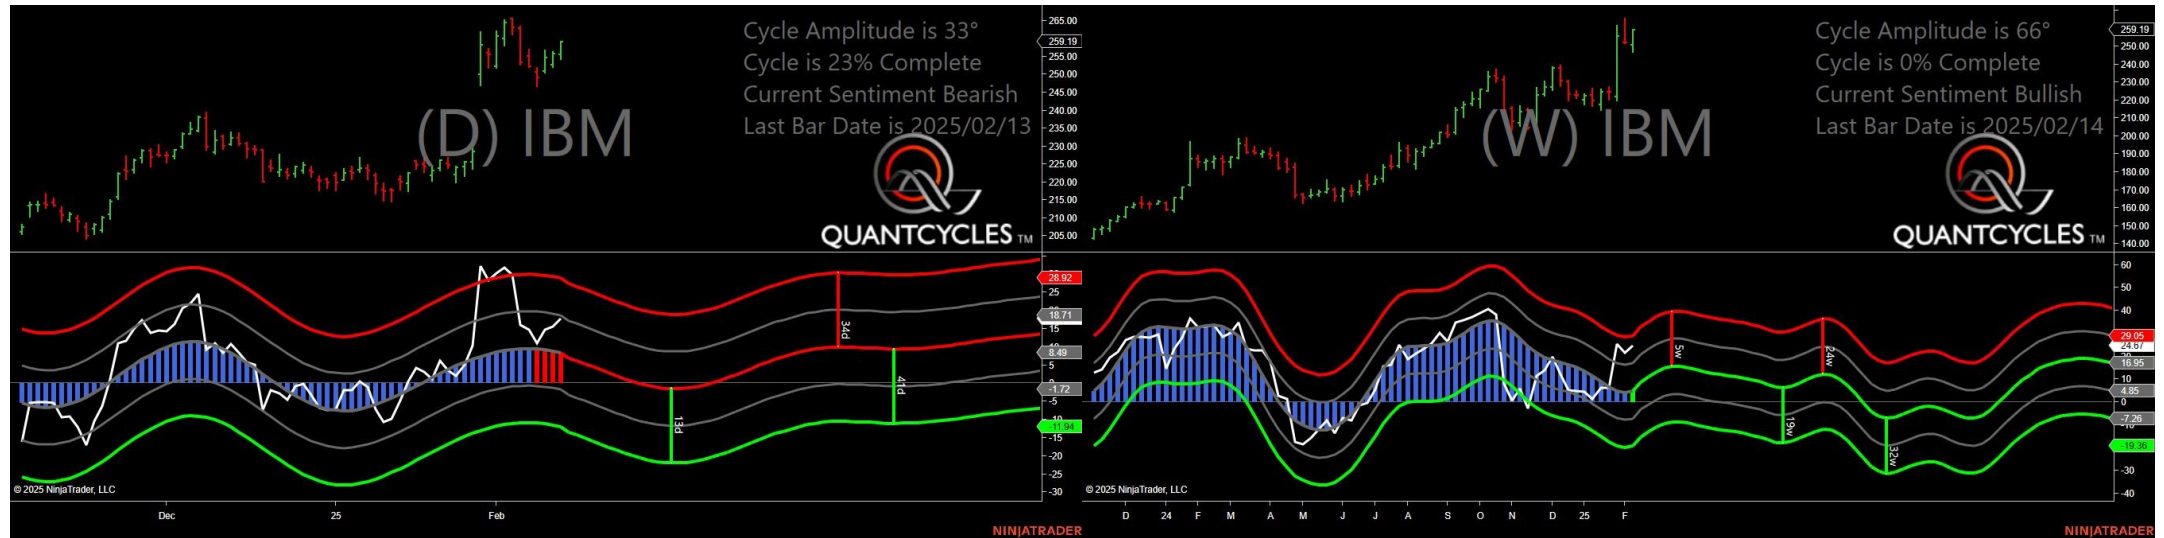 Cycle Amplitude is 33°
Cycle is 23% Complete
Current Sentiment Bearish
Last Bar Date is 2025/02/13
(D) IBM
QUANTCYCLES TM
265.00
259.19
255.00
250.00
245.00
240.00
235.00
230.00
225.00
220.00
215.00
210.00
205.00
28.92
25
18.71
15
8.49
5
-1.72
-5
-11.94
-15
-20
-25
-30
34d
41d
13d
© 2025 NinjaTrader, LLC
Dec
25
Feb
NINJATRADER
Cycle Amplitude is 66°
Cycle is 0% Complete
Current Sentiment Bullish
Last Bar Date is 2025/02/14
(W) IBM
QUANTCYCLES TM
259.19
250.00
240.00
230.00
220.00
210.00
200.00
190.00
180.00
170.00
160.00
150.00
140.00
60
50
40
29.05
24.67
16.95
10
4.85
0
-7.26
-19.36
-30
-40
5w
24w
19w
32w
© 2025 NinjaTrader, LLC
D
24
F
M
A
M
J
J
A
S
O
N
D
25
F
NINJATRADER